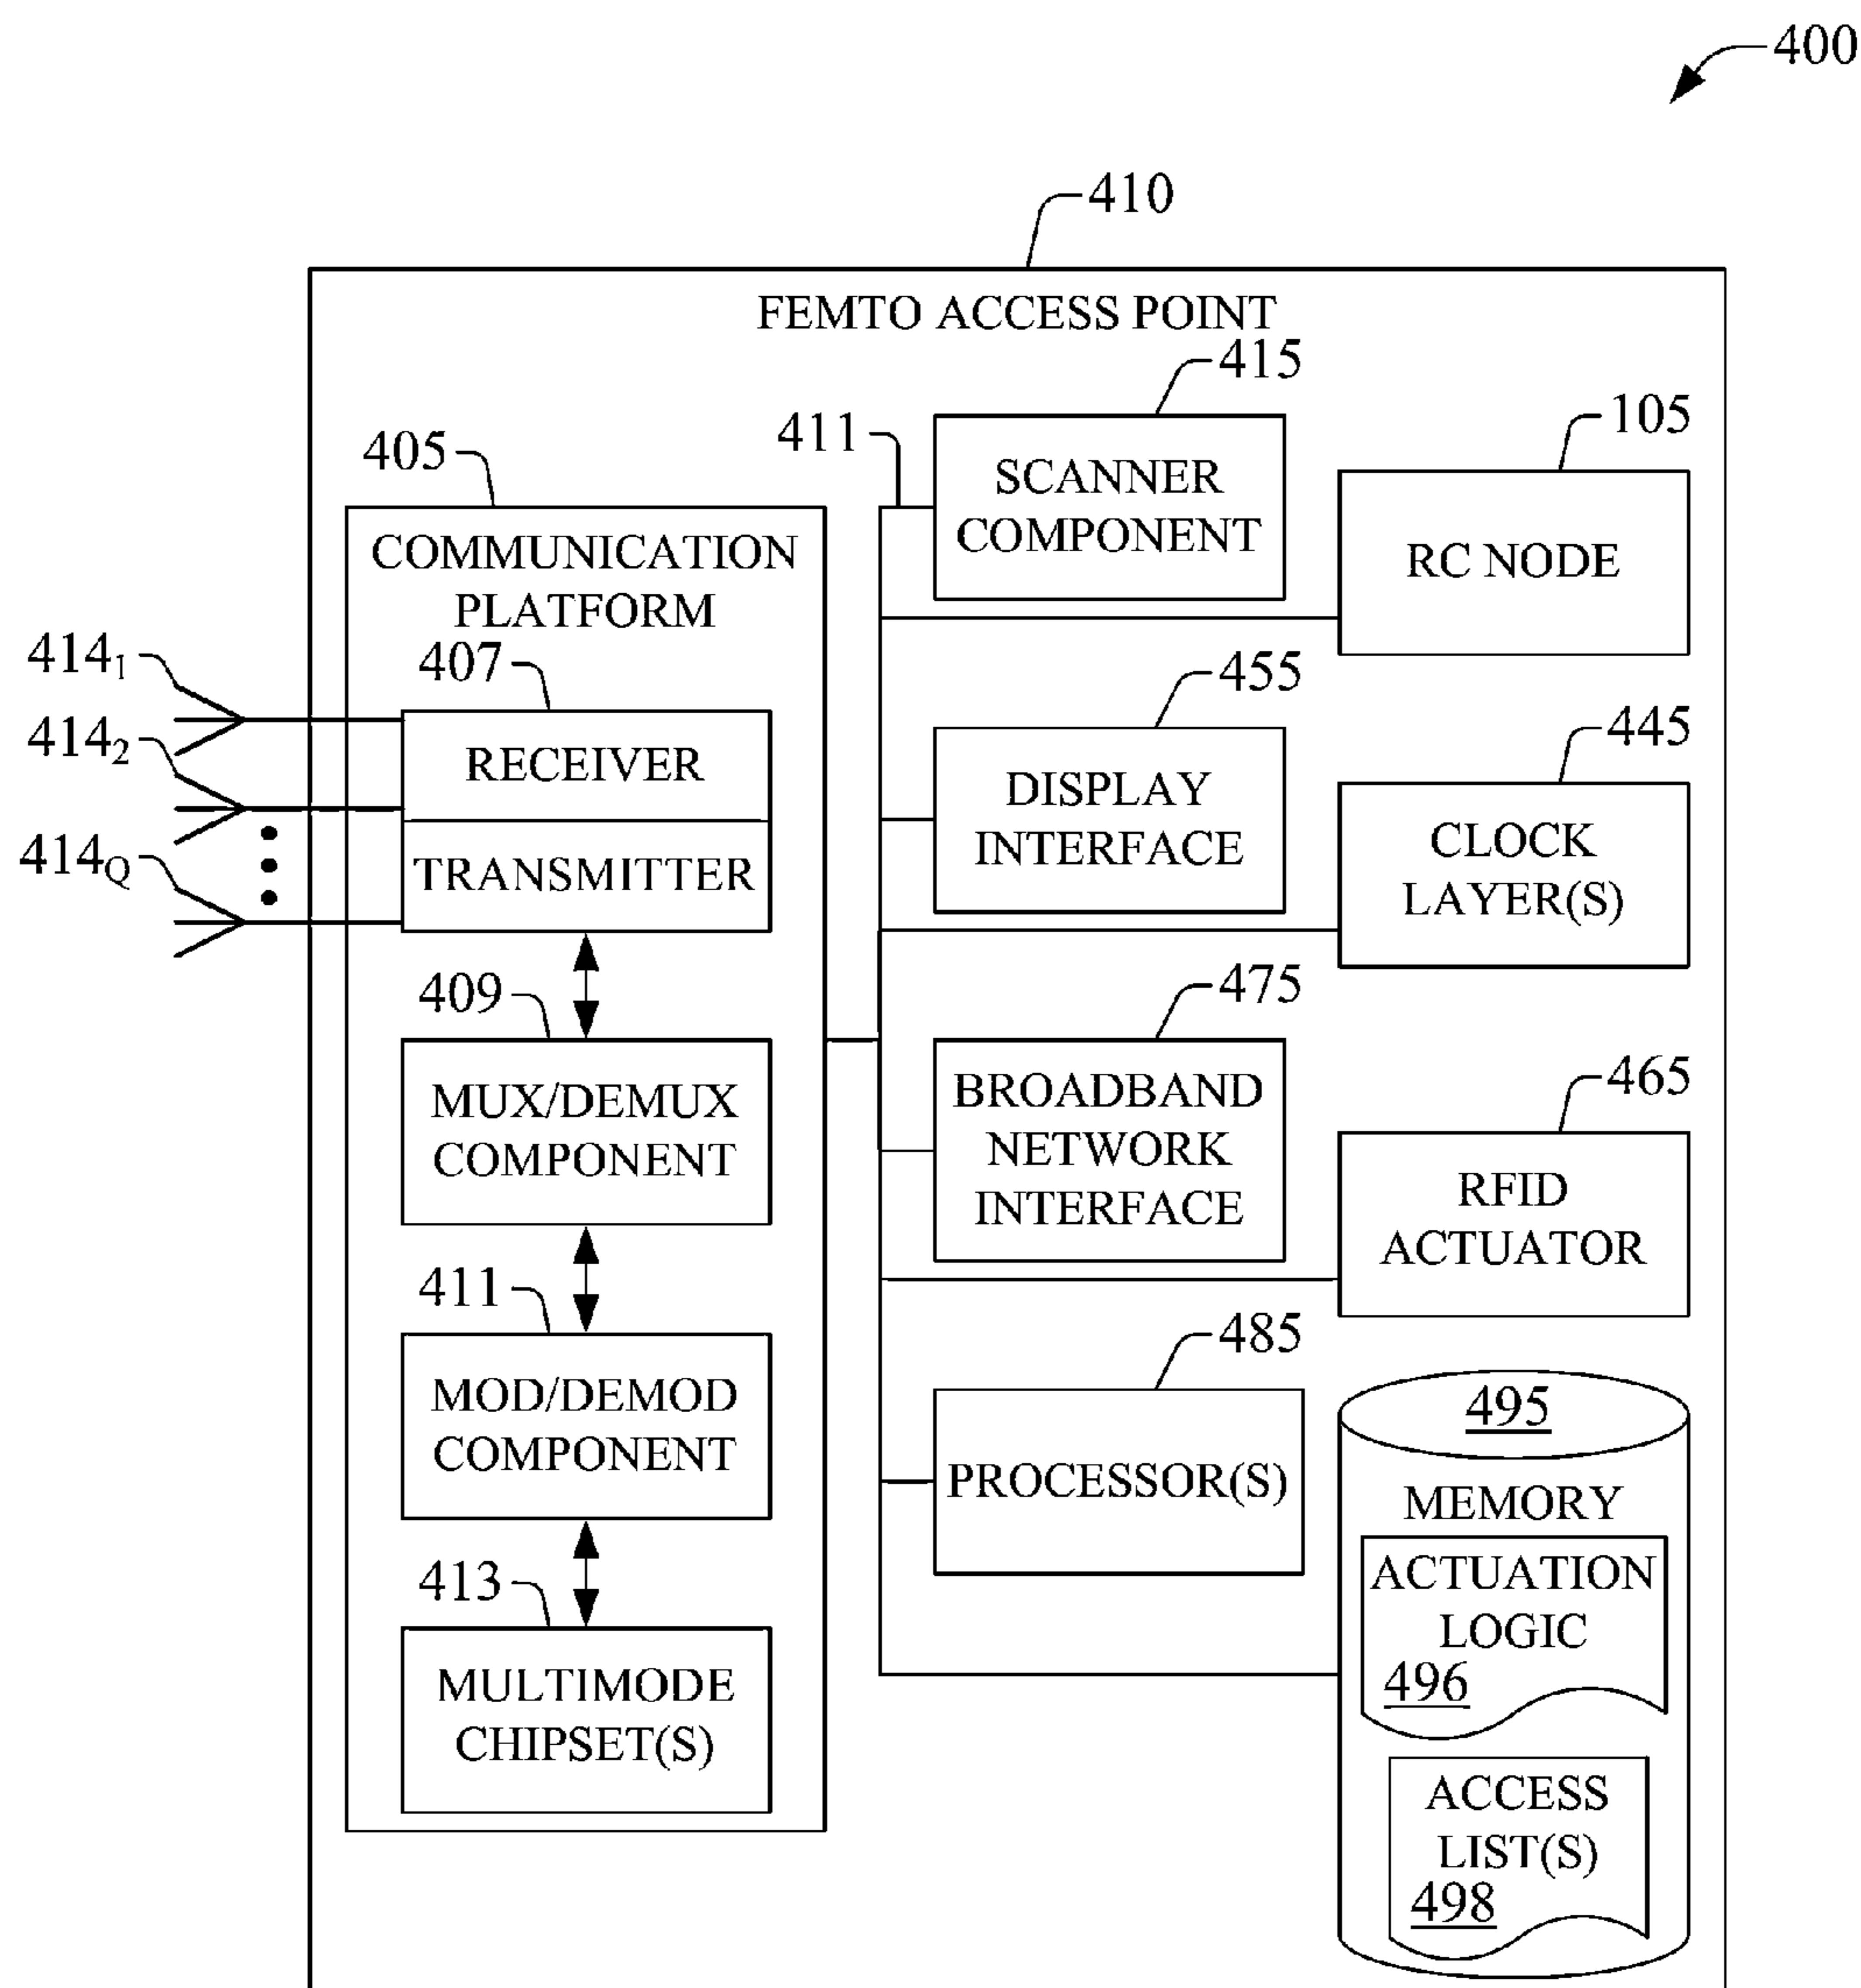 400
410
FEMTO ACCESS POINT
415
411
105
405
SCANNER
COMPONENT
RC NODE
COMMUNICATION
PLATFORM
407
414₁
414₂
414Q
RECEIVER
TRANSMITTER
455
DISPLAY
INTERFACE
445
CLOCK
LAYER(S)
409
MUX/DEMUX
COMPONENT
475
BROADBAND
NETWORK
INTERFACE
465
RFID
ACTUATOR
411
MOD/DEMOD
COMPONENT
485
PROCESSOR(S)
495
MEMORY
ACTUATION
LOGIC
496
413
MULTIMODE
CHIPSET(S)
ACCESS
LIST(S)
498